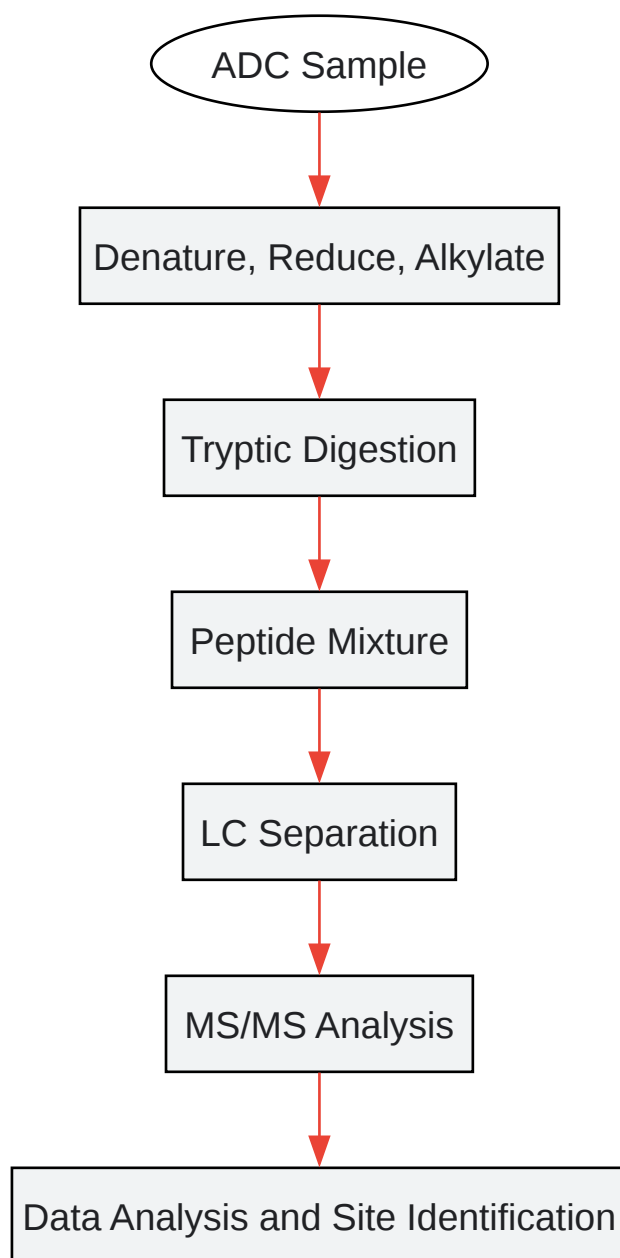 ADC Sample
Denature, Reduce, Alkylate
Tryptic Digestion
Peptide Mixture
LC Separation
MS/MS Analysis
Data Analysis and Site Identification